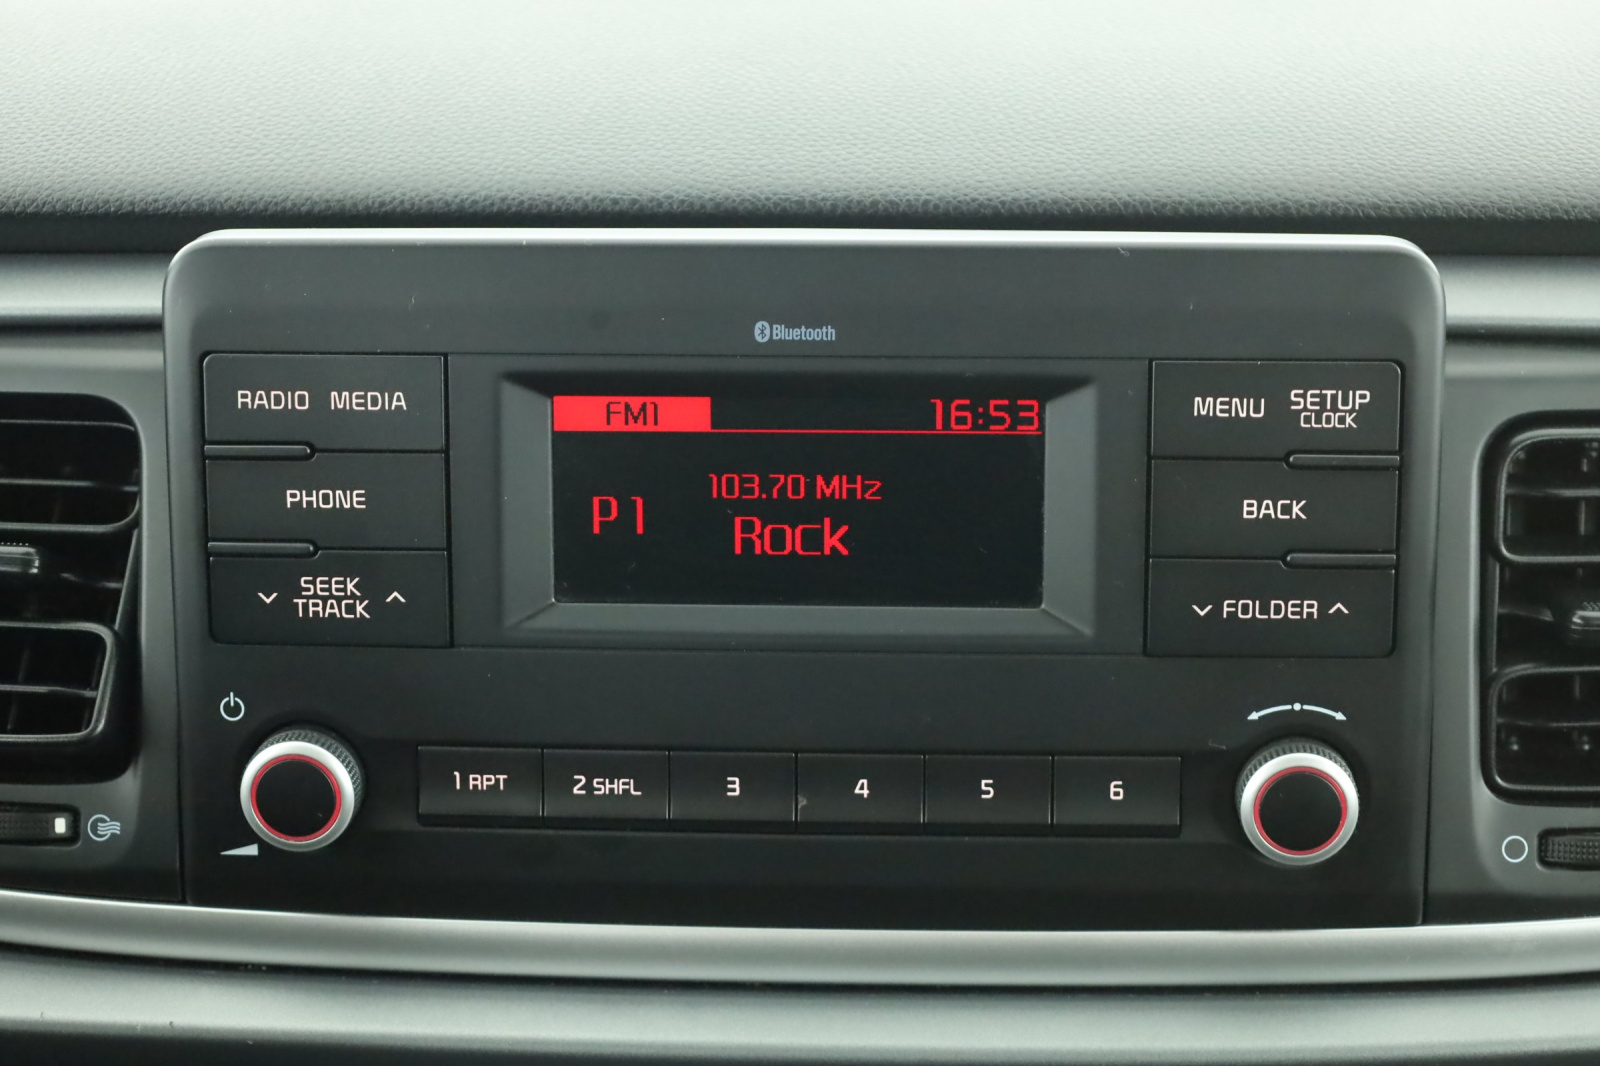 Bluetooth
RADIO MEDIA
PHONE
SEEK
TRACK
FM1 16:53
103.70 MHz
P1
Rock
MENU SETUP
CLOCK
BACK
FOLDER
1 RPT
2 SHFL
3
4
5
6